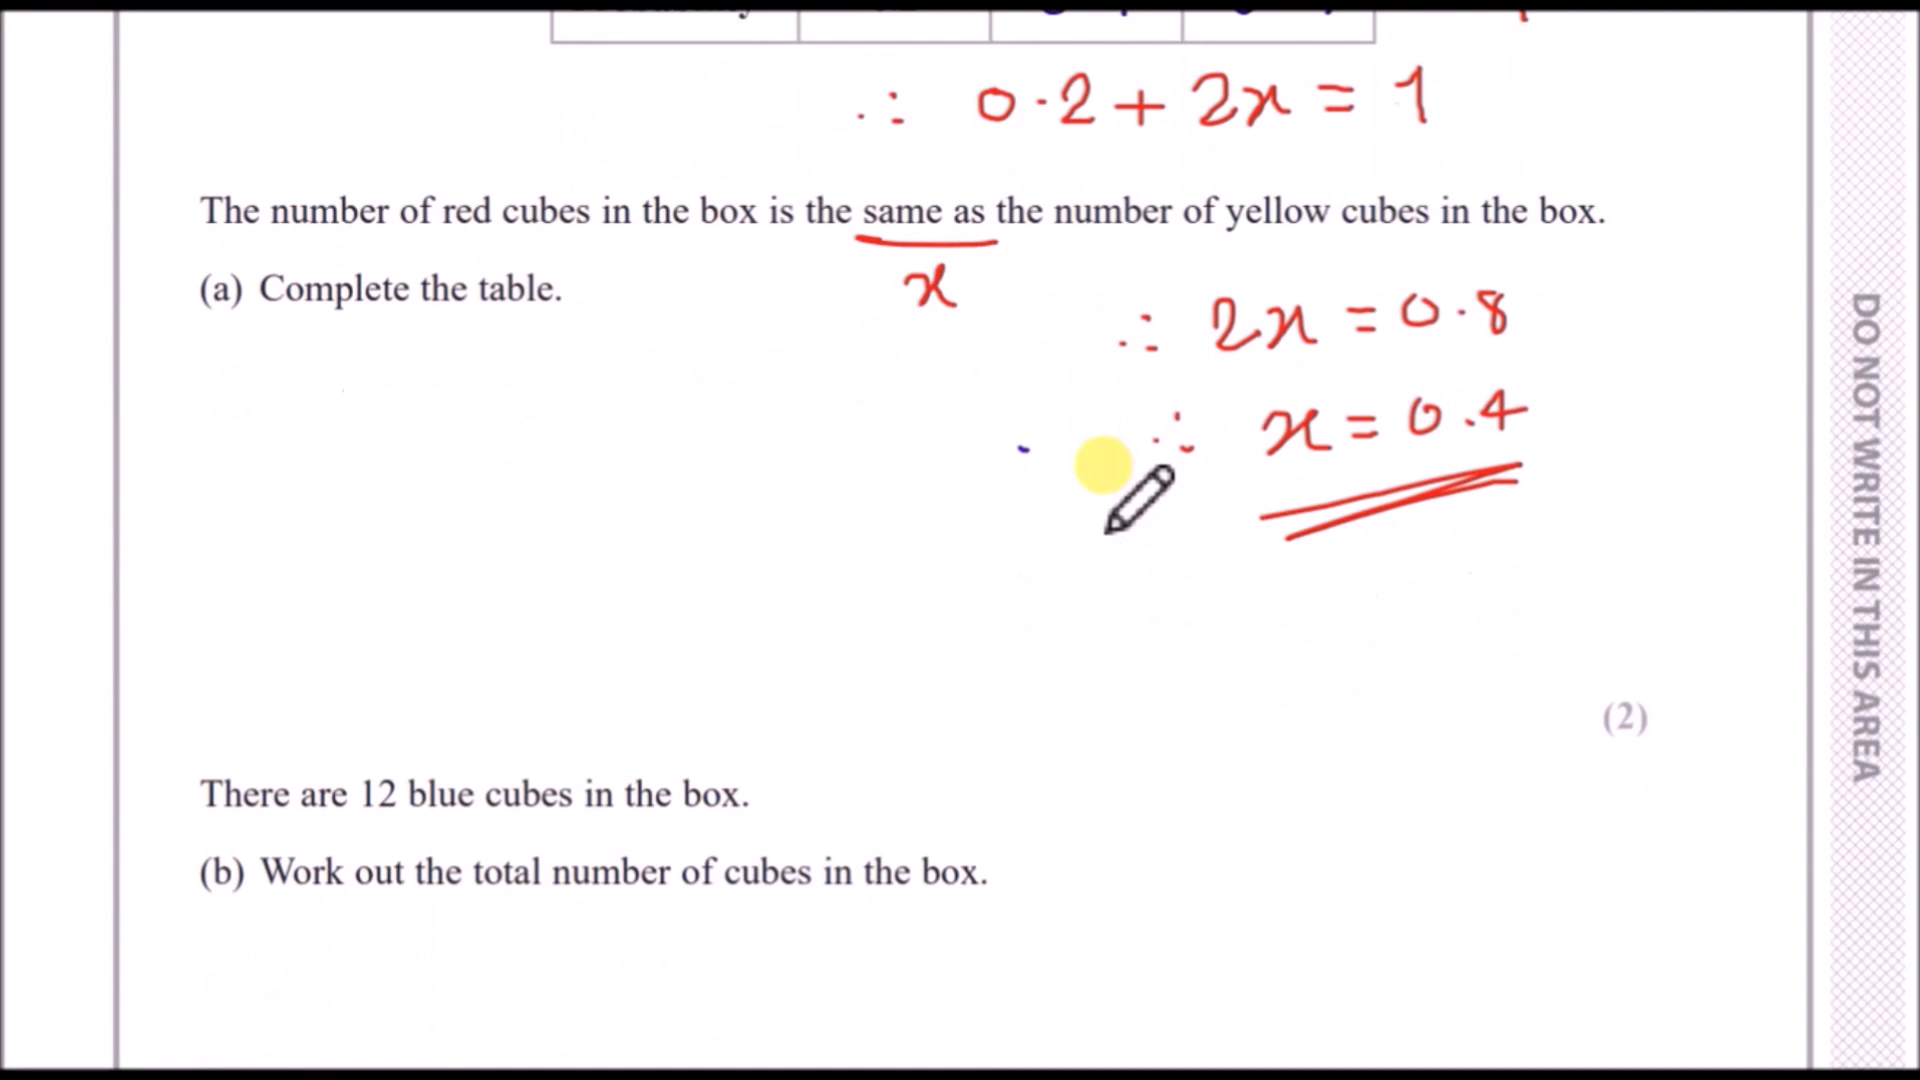 ∴ 0.2 + 2x = 1
The number of red cubes in the box is the same as the number of yellow cubes in the box.
x
(a) Complete the table.
∴ 2x = 0.8
∴ x = 0.4
(2)
There are 12 blue cubes in the box.
(b) Work out the total number of cubes in the box.
DO NOT WRITE IN THIS AREA